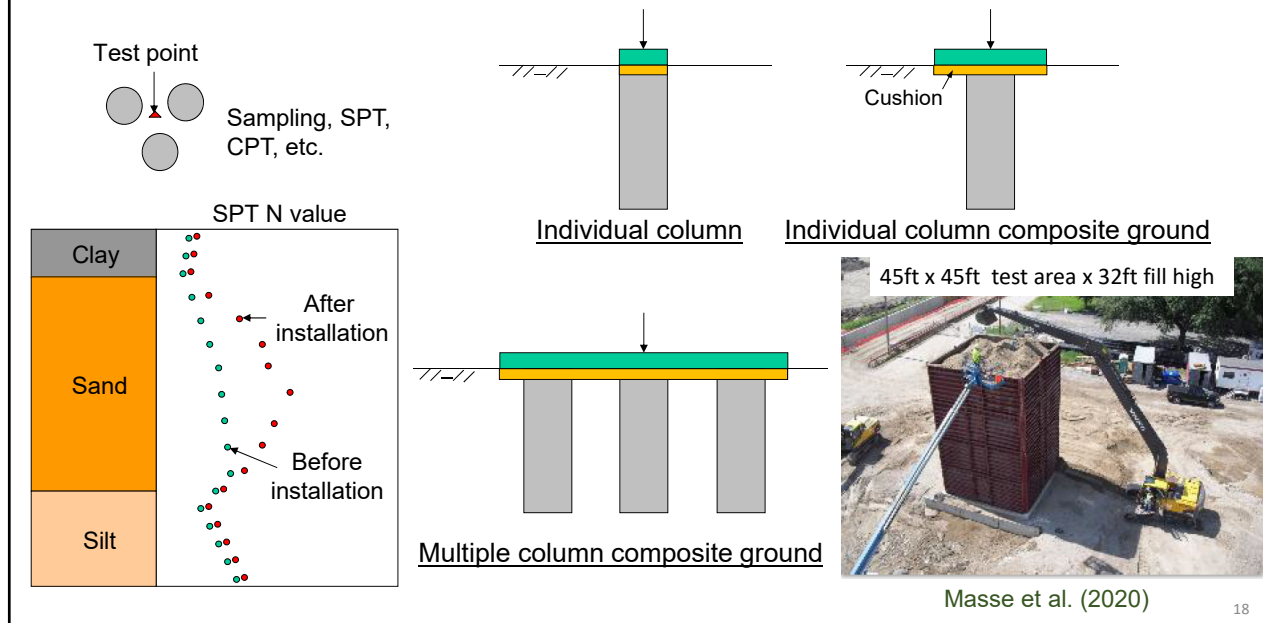 Test point
Sampling, SPT,
CPT, etc.
SPT N value
Clay
Sand
Silt
After
installation
Before
installation
Individual column
Cushion
Individual column composite ground
Multiple column composite ground
45ft x 45ft test area x 32ft fill high
Masse et al. (2020)
18